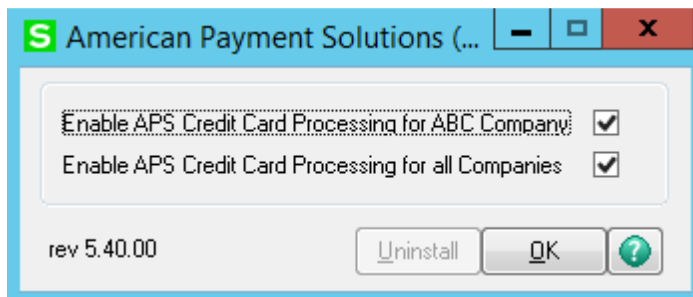 S American Payment Solutions (...
Enable APS Credit Card Processing for ABC Company
Enable APS Credit Card Processing for all Companies
rev 5.40.00 Uninstall OK ?